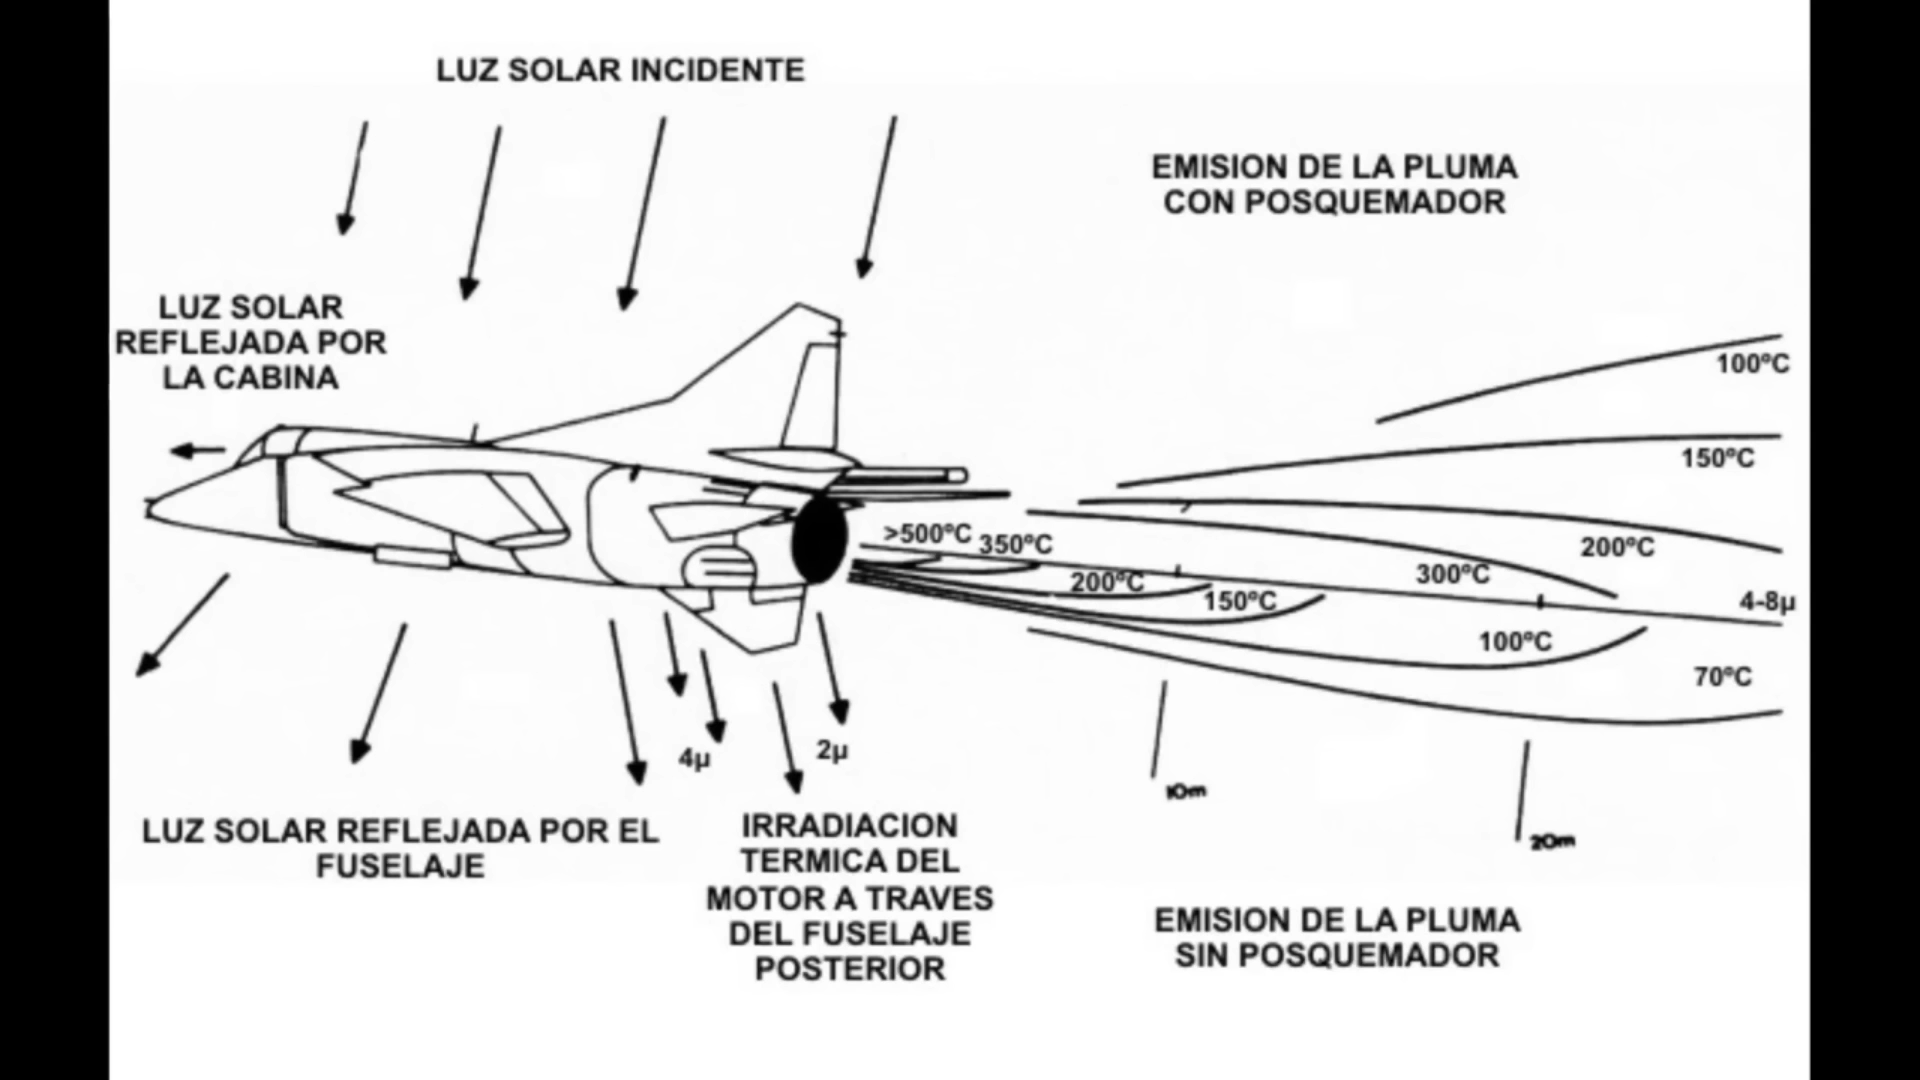 LUZ SOLAR INCIDENTE
EMISION DE LA PLUMA
CON POSQUEMADOR
LUZ SOLAR
REFLEJADA POR
LA CABINA
100ºC
150ºC
>500ºC
350ºC
200ºC
300ºC
200ºC
150ºC
4-8µ
100ºC
70ºC
4µ
2µ
10m
20m
LUZ SOLAR REFLEJADA POR EL
FUSELAJE
IRRADIACION
TERMICA DEL
MOTOR A TRAVES
DEL FUSELAJE
POSTERIOR
EMISION DE LA PLUMA
SIN POSQUEMADOR